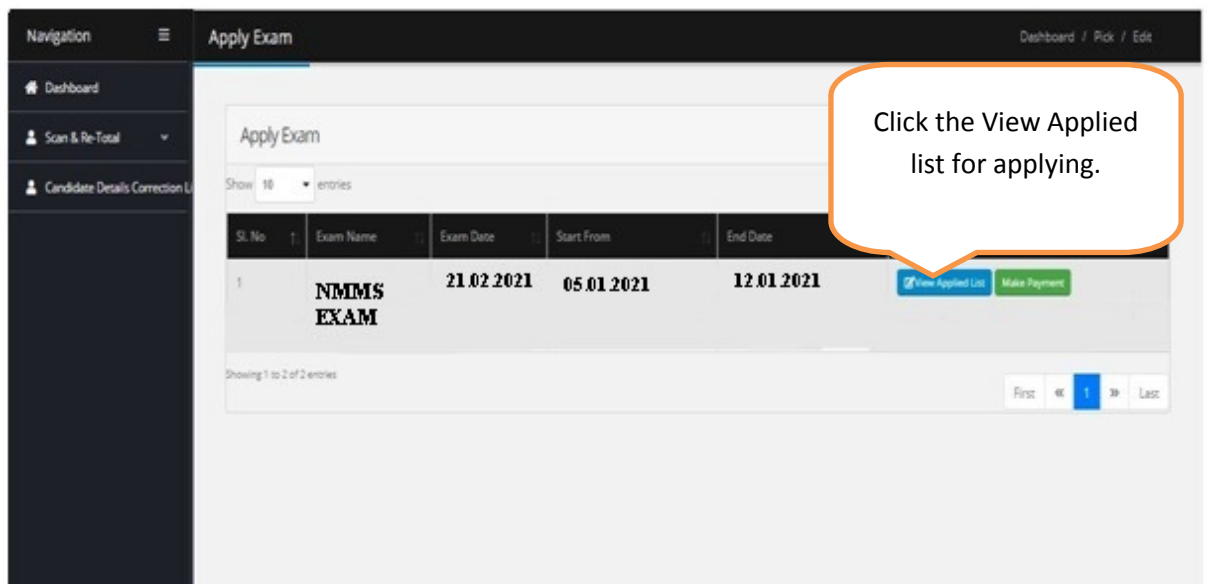 Navigation
Apply Exam
Dashboard / Pick / Edit
Dashboard
Scan & Re-Total
Candidate Details Correction Li
Click the View Applied
list for applying.
Apply Exam
Show 10 entries
Sl. No Exam Name Exam Date Start From End Date
1 NMMS EXAM 21.02.2021 05.01.2021 12.01.2021 View Applied List Make Payment
Showing 1 to 2 of 2 entries
First « 1 » Last